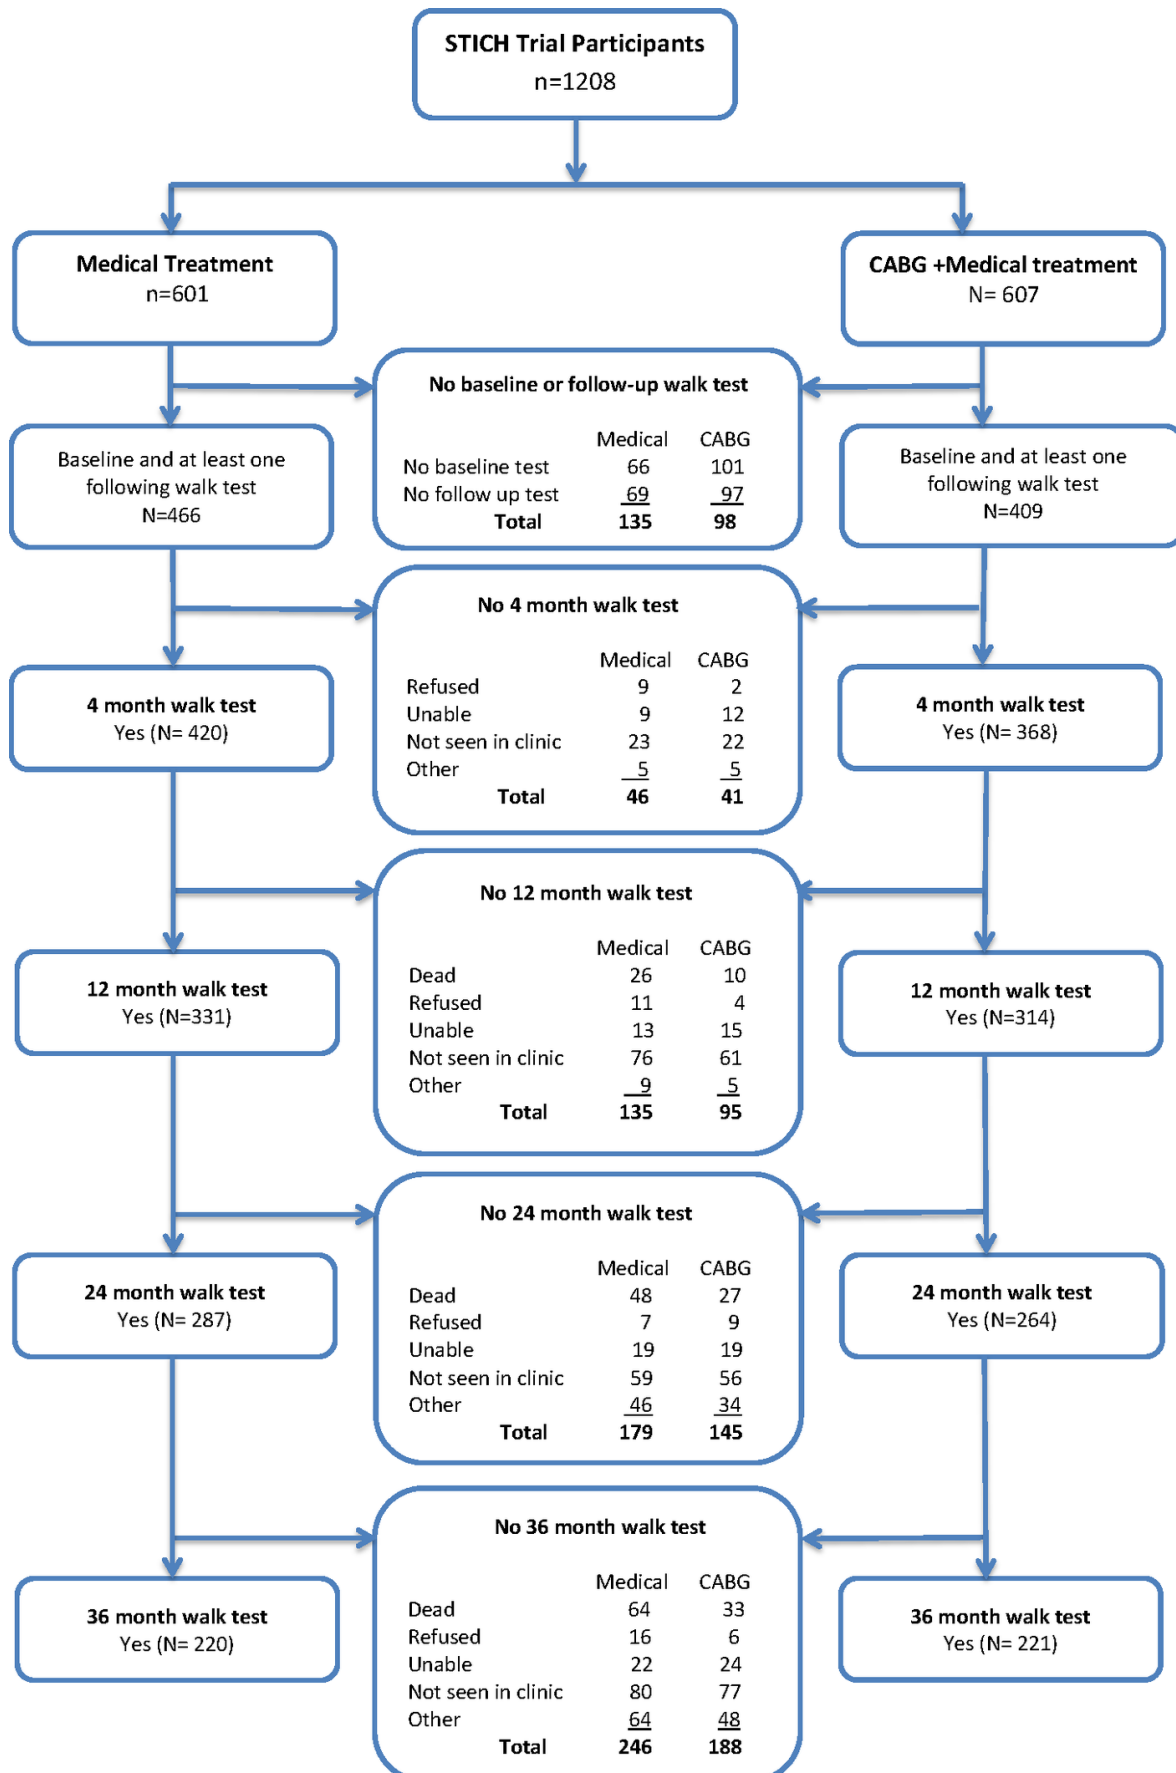 STICH Trial Participants
n=1208
Medical Treatment
n=601
CABG +Medical treatment
N= 607
No baseline or follow-up walk test
Medical CABG
No baseline test 66 101
No follow up test 69 97
Total 135 98
Baseline and at least one
following walk test
N=466
Baseline and at least one
following walk test
N=409
No 4 month walk test
Medical CABG
Refused 9 2
Unable 9 12
Not seen in clinic 23 22
Other 5 5
Total 46 41
4 month walk test
Yes (N= 420)
4 month walk test
Yes (N= 368)
No 12 month walk test
Medical CABG
Dead 26 10
Refused 11 4
Unable 13 15
Not seen in clinic 76 61
Other 9 5
Total 135 95
12 month walk test
Yes (N=331)
12 month walk test
Yes (N=314)
No 24 month walk test
Medical CABG
Dead 48 27
Refused 7 9
Unable 19 19
Not seen in clinic 59 56
Other 46 34
Total 179 145
24 month walk test
Yes (N= 287)
24 month walk test
Yes (N=264)
No 36 month walk test
Medical CABG
Dead 64 33
Refused 16 6
Unable 22 24
Not seen in clinic 80 77
Other 64 48
Total 246 188
36 month walk test
Yes (N= 220)
36 month walk test
Yes (N= 221)